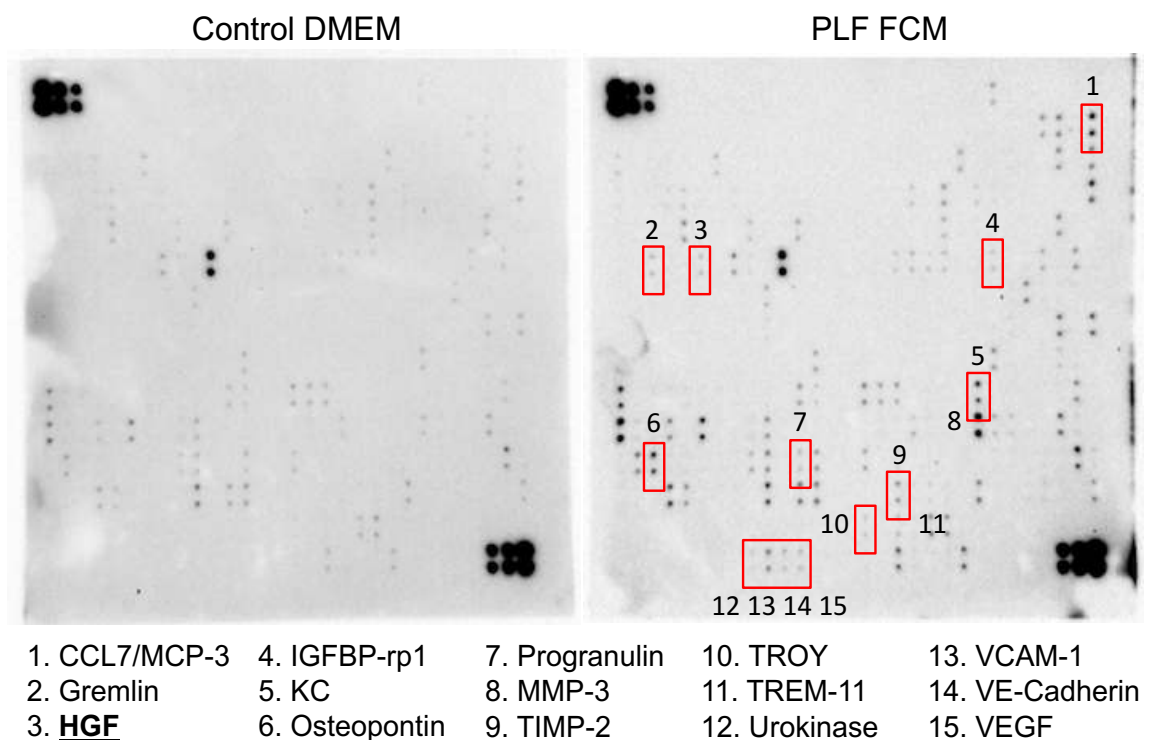 Control DMEM PLF FCM
1
2 3 4
5
6 7 8
9
10 11
12 13 14 15
1. CCL7/MCP-3 4. IGFBP-rp1 7. Progranulin 10. TROY 13. VCAM-1
2. Gremlin 5. KC 8. MMP-3 11. TREM-11 14. VE-Cadherin
3. HGF 6. Osteopontin 9. TIMP-2 12. Urokinase 15. VEGF